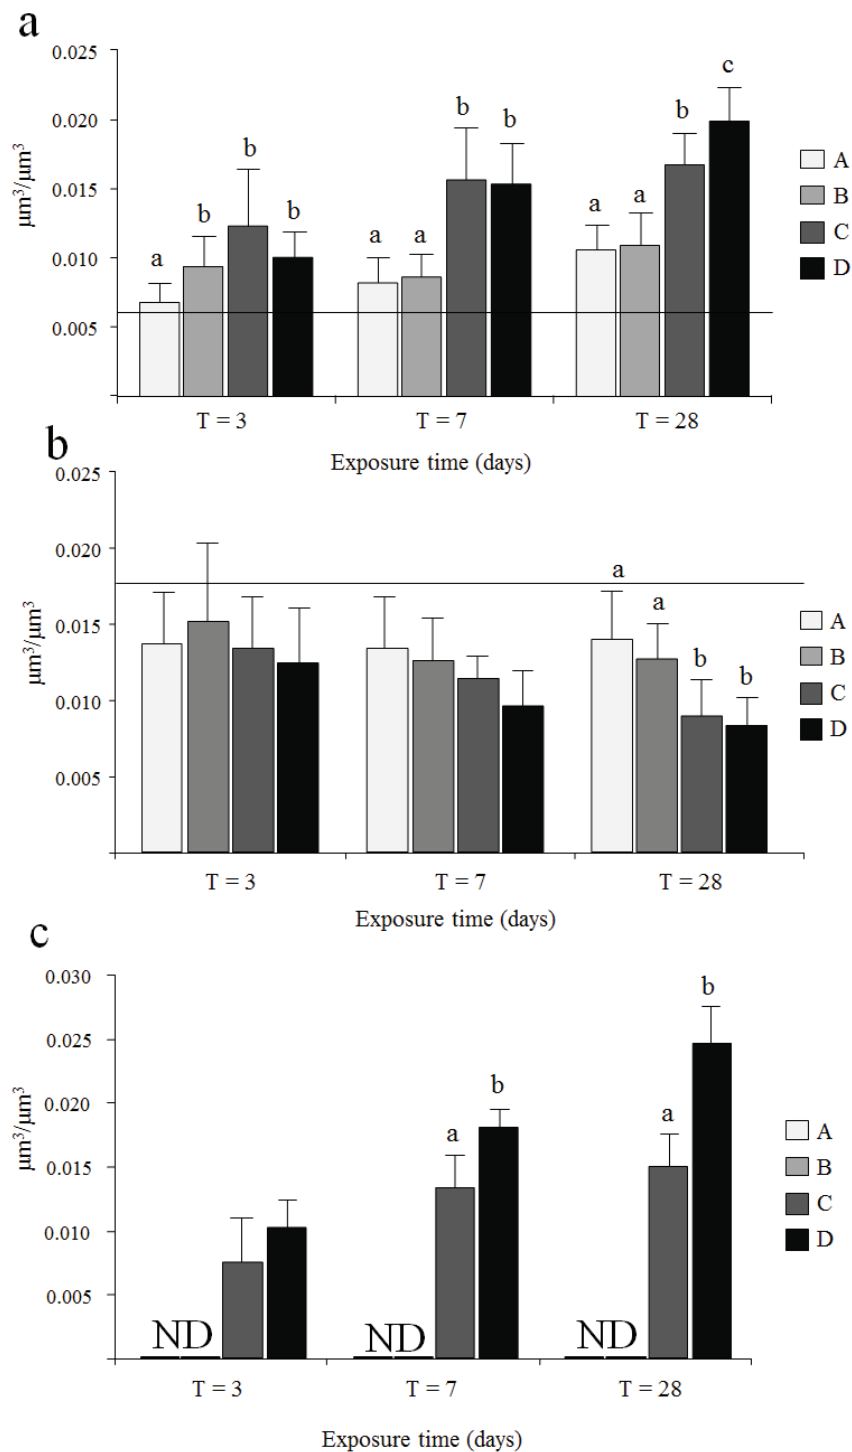 a
0.025
c
b
b
b
0.020
b
μm³/μm³
A
b
b
0.015
B
a
a
a
a
C
a
0.010
D
0.005
T = 3
T = 7
T = 28
Exposure time (days)
b
0.025
0.020
a
a
μm³/μm³
0.015
A
B
b
b
C
0.010
D
0.005
T = 3
T = 7
T = 28
Exposure time (days)
c
0.030
b
0.025
μm³/μm³
b
0.020
a
a
A
B
0.015
C
D
0.010
0.005
ND
ND
ND
T = 3
T = 7
T = 28
Exposure time (days)